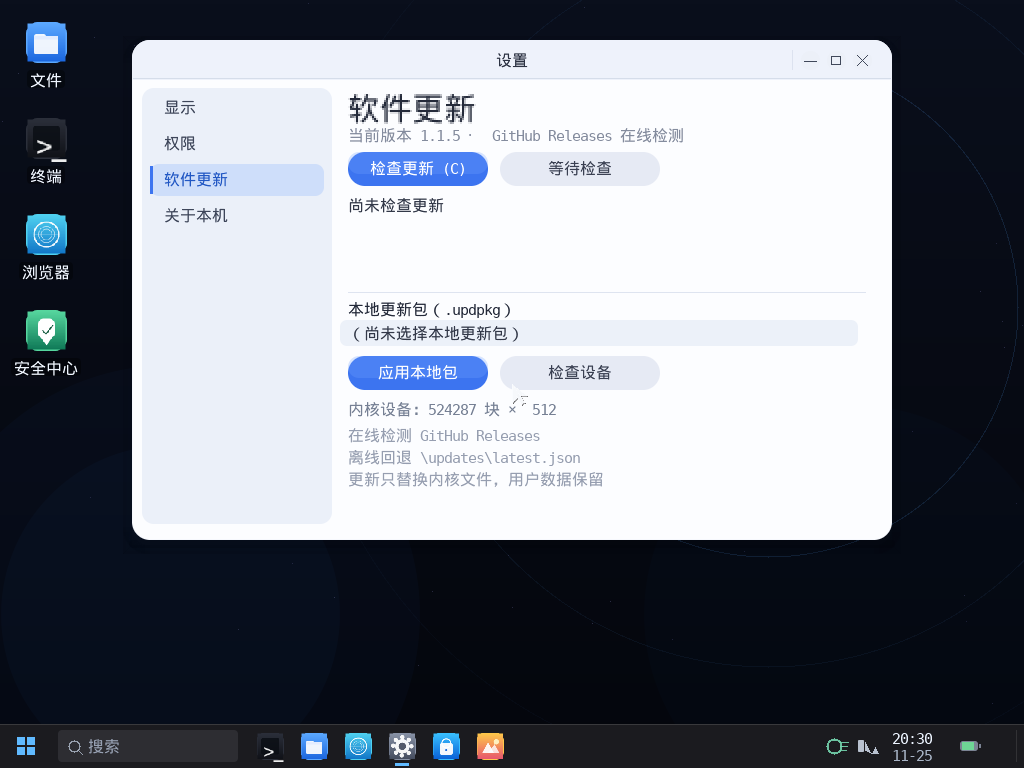 文件
终端
浏览器
安全中心
设置
显示
权限
软件更新
关于本机
软件更新
当前版本 1.1.5 · GitHub Releases 在线检测
检查更新 (C)
等待检查
尚未检查更新
本地更新包（.updpkg）
（尚未选择本地更新包）
应用本地包
检查设备
内核设备: 524287 块 × 512
在线检测 GitHub Releases
离线回退 \updates\latest.json
更新只替换内核文件, 用户数据保留
搜索
20:30
11-25